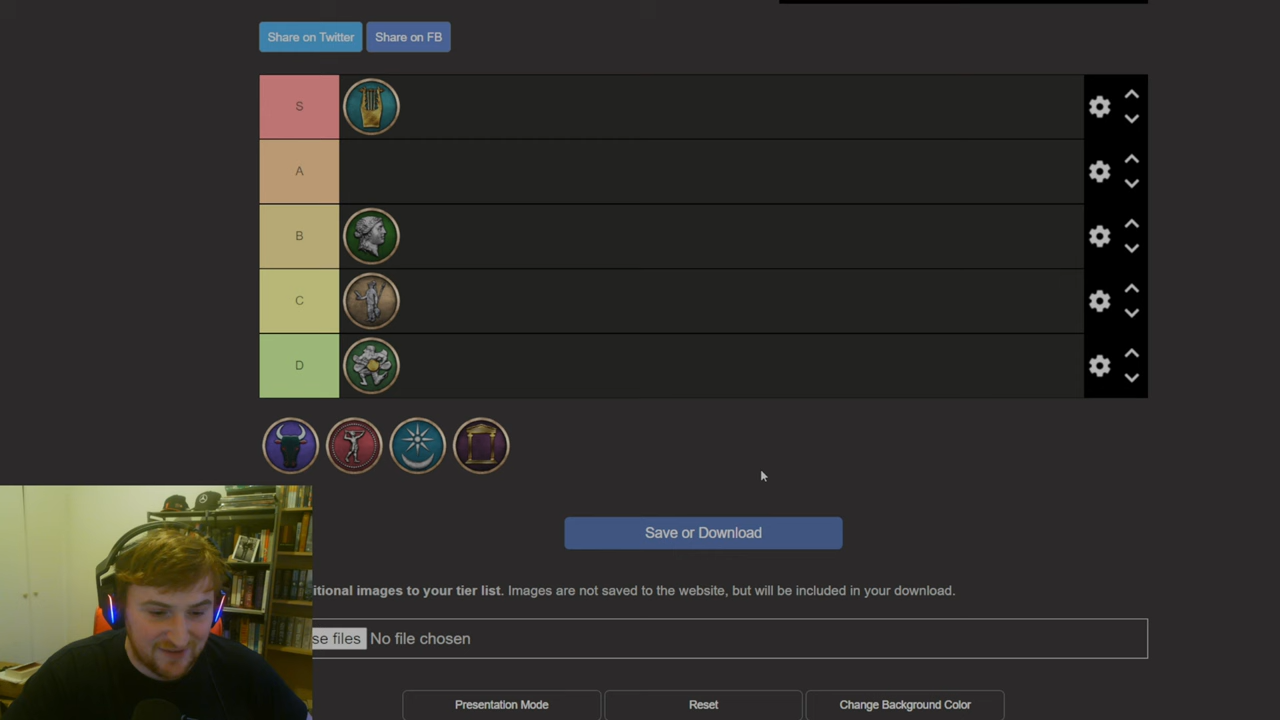 Share on Twitter Share on FB
S
A
B
C
D
Save or Download
itional images to your tier list. Images are not saved to the website, but will be included in your download.
se files No file chosen
Presentation Mode Reset Change Background Color